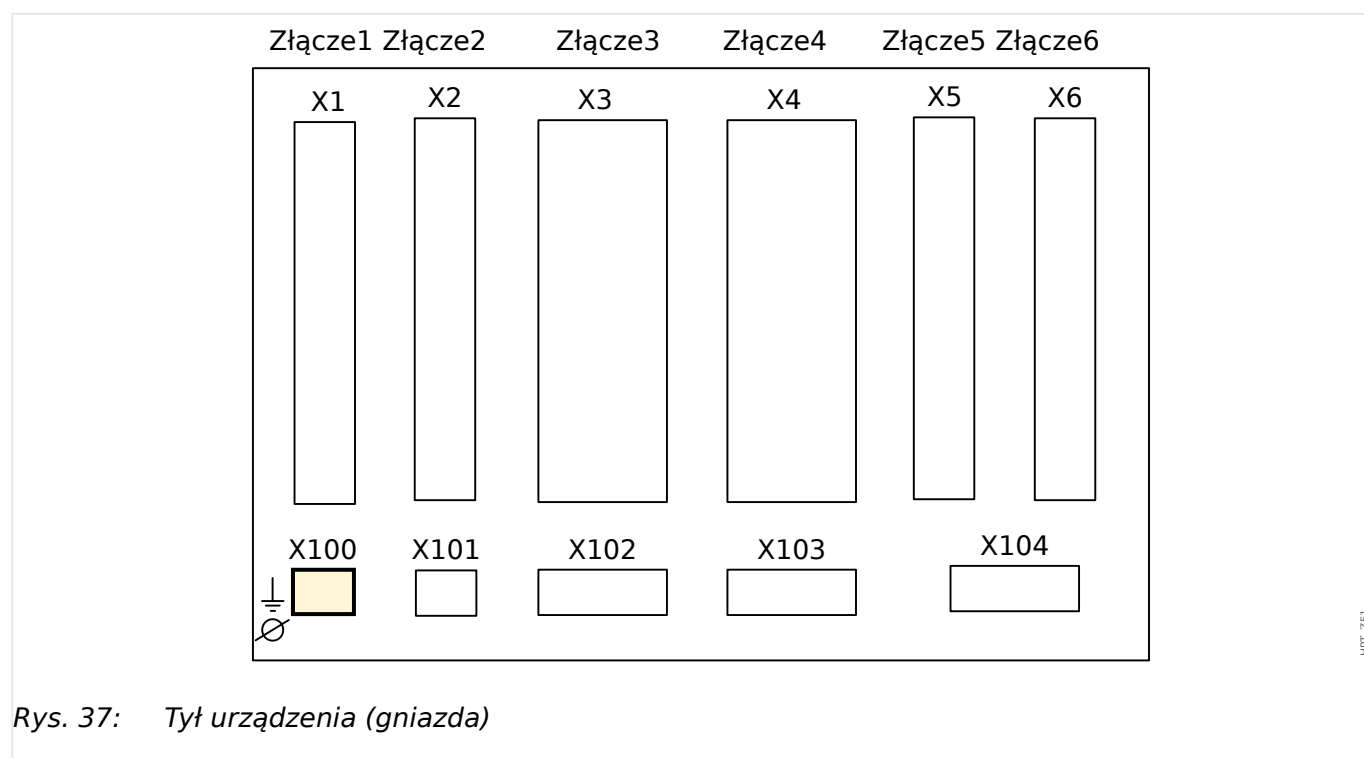 Złącze1 Złącze2 Złącze3 Złącze4 Złącze5 Złącze6
X1 X2 X3 X4 X5 X6
X100 X101 X102 X103 X104
Rys. 37: Tył urządzenia (gniazda)